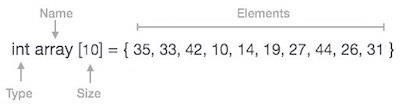 Name Elements
int array [10] = { 35, 33, 42, 10, 14, 19, 27, 44, 26, 31 }
Type Size